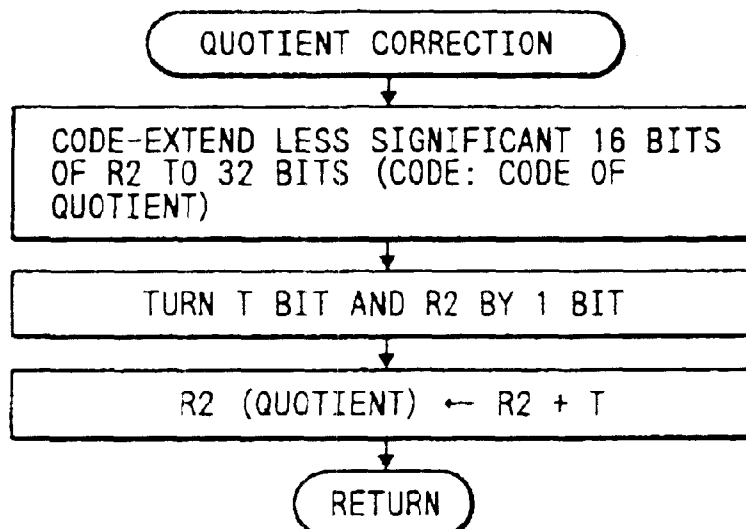 QUOTIENT CORRECTION
CODE-EXTEND LESS SIGNIFICANT 16 BITS
OF R2 TO 32 BITS (CODE: CODE OF
QUOTIENT)
TURN T BIT AND R2 BY 1 BIT
R2 (QUOTIENT) ← R2 + T
RETURN